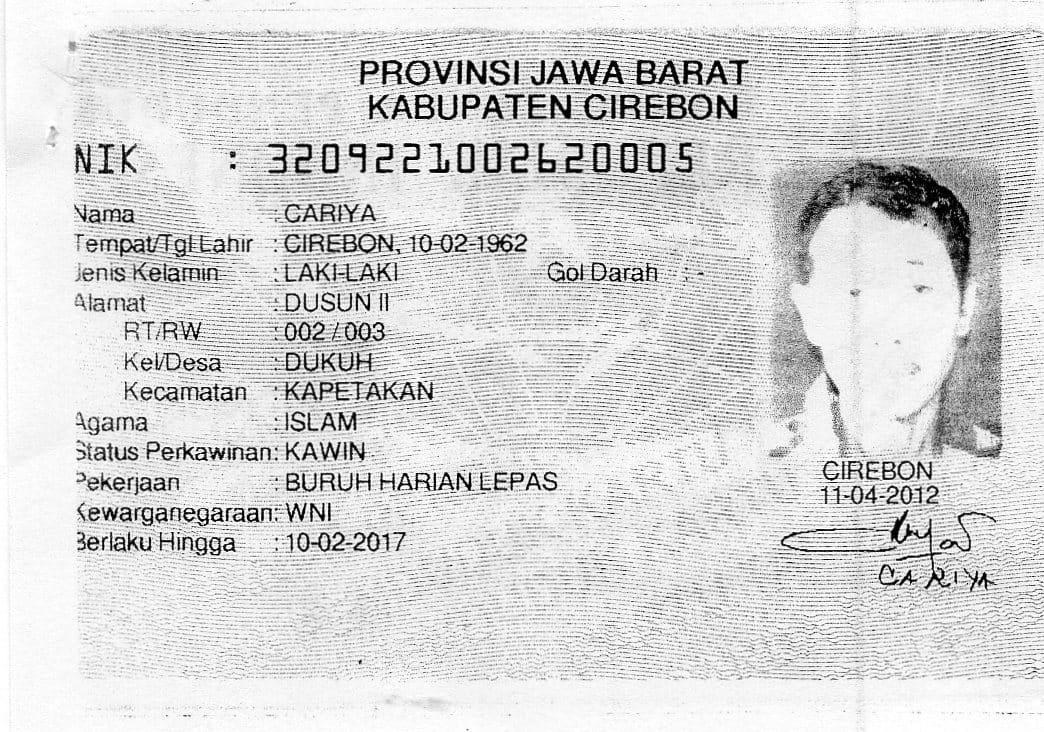 PROVINSI JAWA BARAT
KABUPATEN CIREBON
NIK : 3209221002620005
Nama : CARIYA
Tempat/Tgl Lahir : CIREBON, 10-02-1962
Jenis Kelamin : LAKI-LAKI Gol Darah : -
Alamat : DUSUN II
RT/RW : 002 / 003
Kel/Desa : DUKUH
Kecamatan : KAPETAKAN
Agama : ISLAM
Status Perkawinan: KAWIN
Pekerjaan : BURUH HARIAN LEPAS
Kewarganegaraan: WNI
Berlaku Hingga : 10-02-2017
CIREBON
11-04-2012
CARIYA